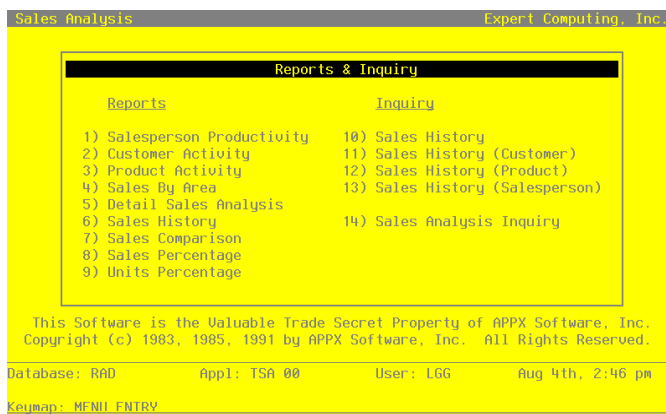 Sales Analysis Expert Computing, Inc.
Reports & Inquiry
Reports Inquiry
1) Salesperson Productivity 10) Sales History
2) Customer Activity 11) Sales History (Customer)
3) Product Activity 12) Sales History (Product)
4) Sales By Area 13) Sales History (Salesperson)
5) Detail Sales Analysis
6) Sales History 14) Sales Analysis Inquiry
7) Sales Comparison
8) Sales Percentage
9) Units Percentage
This Software is the Valuable Trade Secret Property of APPX Software, Inc.
Copyright (c) 1983, 1985, 1991 by APPX Software, Inc. All Rights Reserved.
Database: RAD Appl: TSA 00 User: LGG Aug 4th, 2:46 pm
Keymap: MENU ENTRY